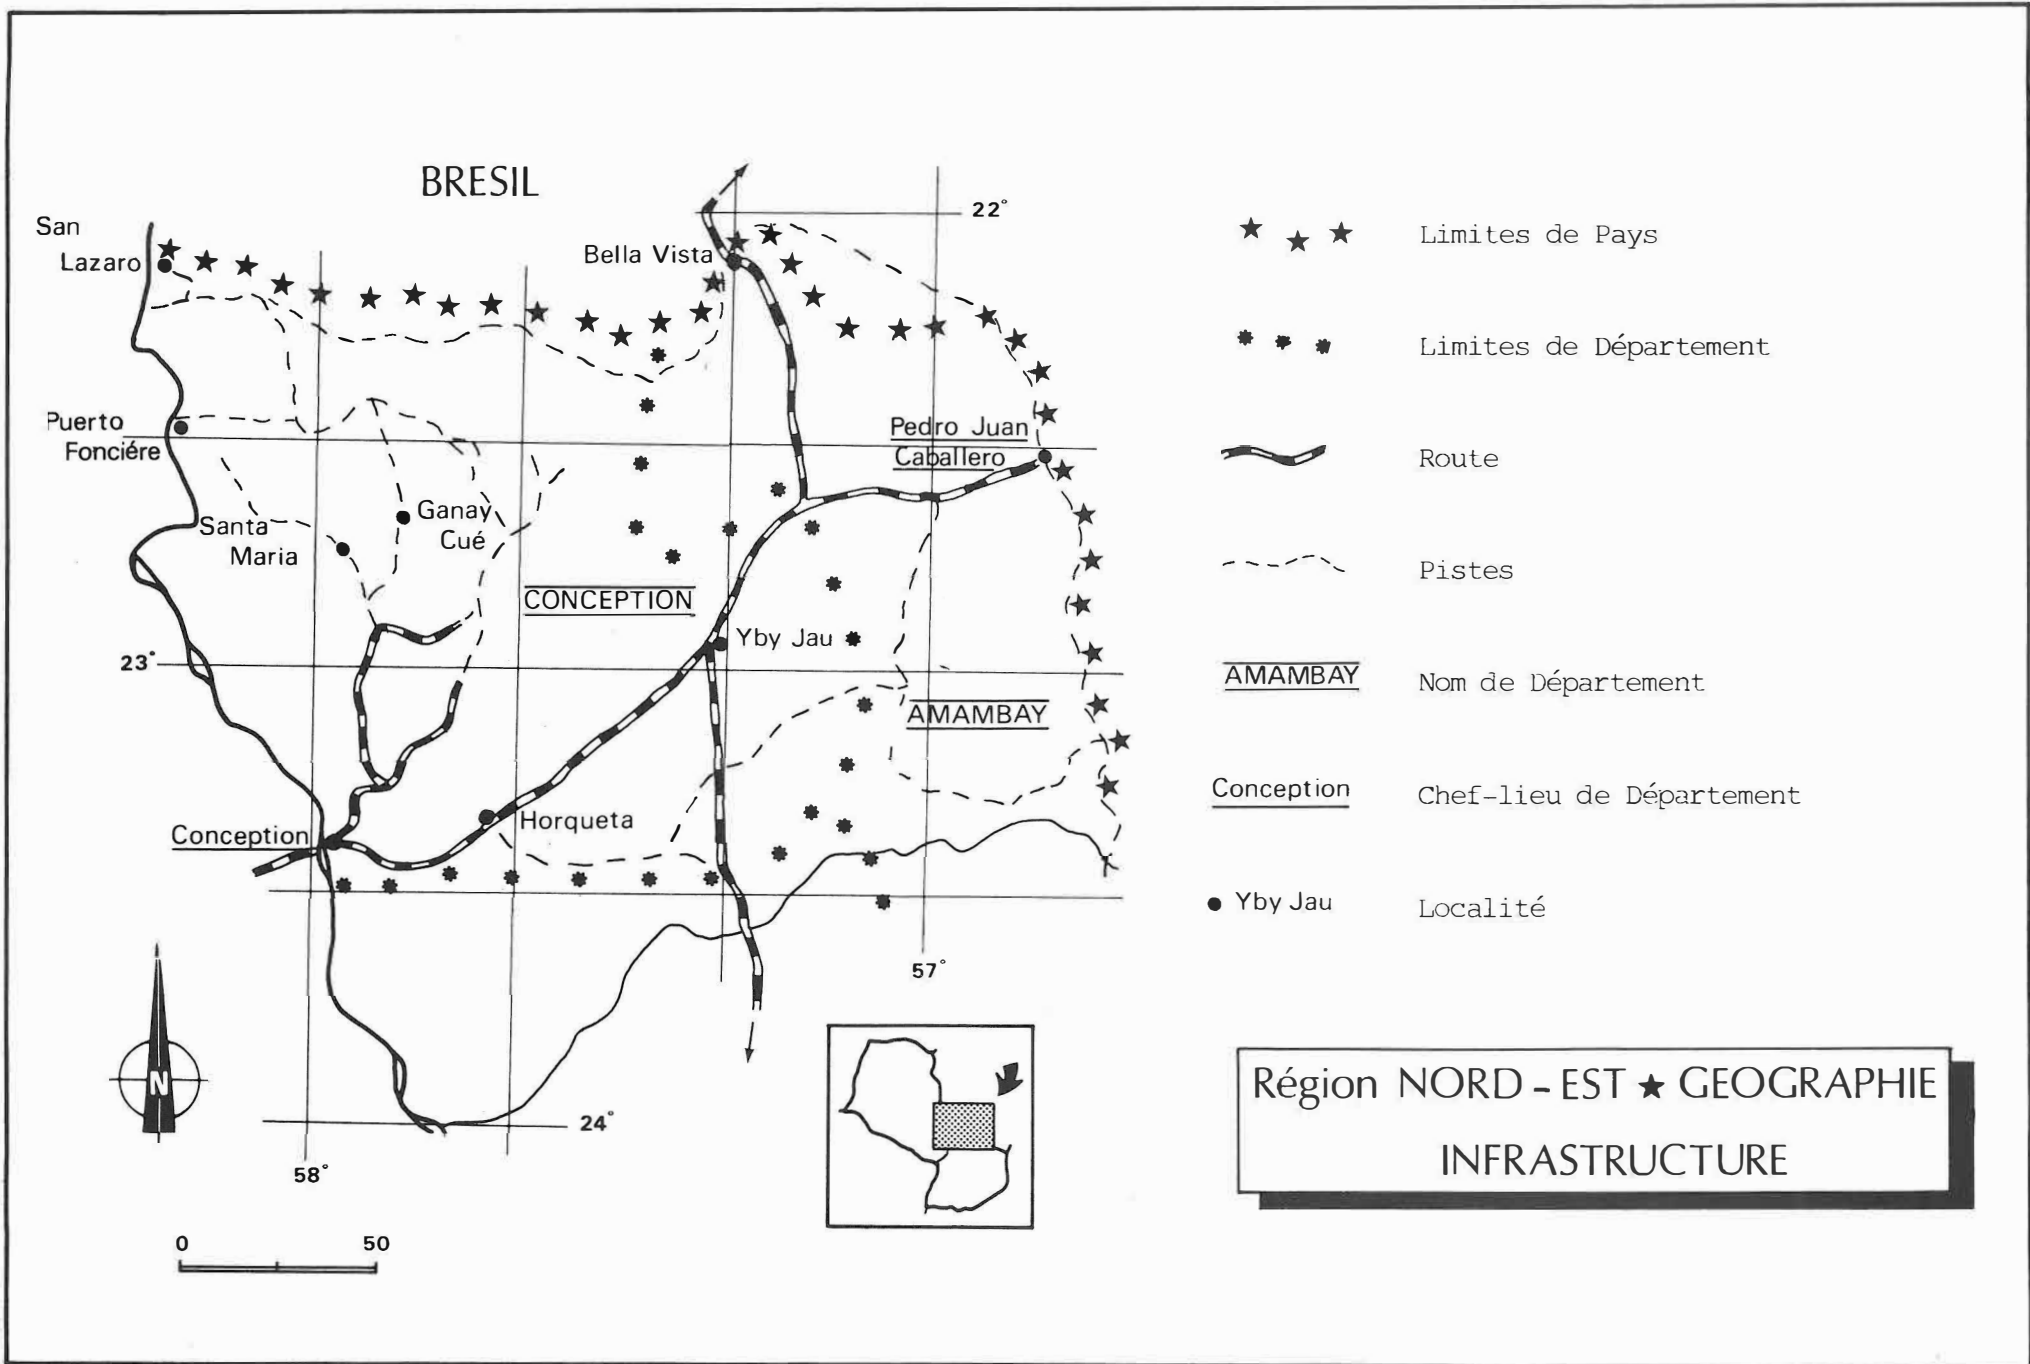 BRESIL
22°
San
Lazaro
Bella Vista
Puerto
Fonciére
Pedro Juan
Caballero
Santa
Maria
Ganay
Cué
CONCEPTION
Yby Jau
23°
AMAMBAY
Conception
Horqueta
57°
24°
58°
N
0 50
Limites de Pays
Limites de Département
Route
Pistes
AMAMBAY Nom de Département
Conception Chef-lieu de Département
Yby Jau Localité
Région NORD-EST ★ GEOGRAPHIE
INFRASTRUCTURE